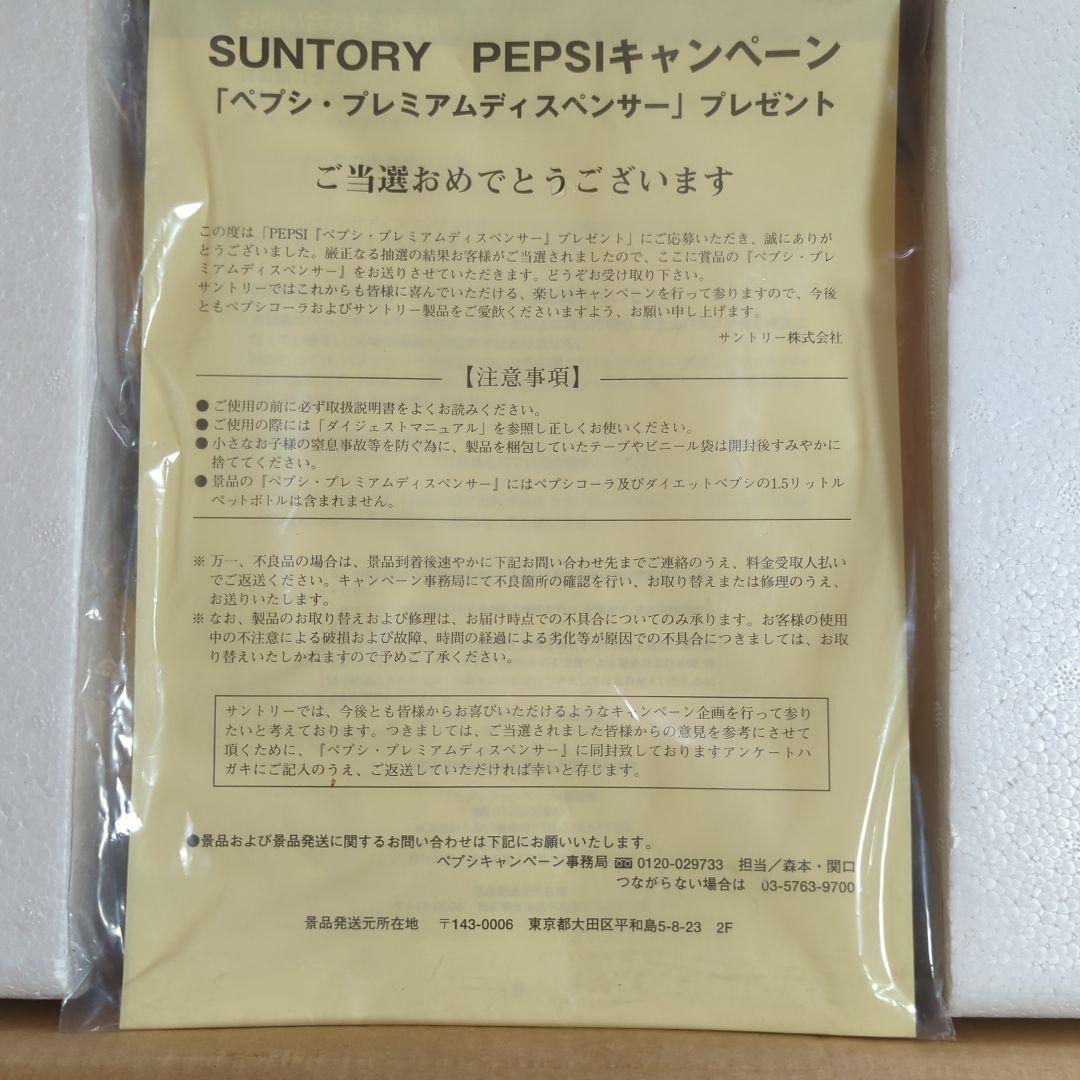 SUNTORY PEPSIキャンペーン
「ペプシ・プレミアムディスペンサー」プレゼント
ご当選おめでとうございます
この度は「PEPSI『ペプシ・プレミアムディスペンサー』プレゼント」にご応募いただき、誠にありが
とうございました。厳正なる抽選の結果お客様がご当選されましたので、ここに賞品の『ペプシ・プレ
ミアムディスペンサー』をお送りさせていただきます。どうぞお受け取り下さい。
サントリーではこれからも皆様に喜んでいただける、楽しいキャンペーンを行って参りますので、今後
ともペプシコーラおよびサントリー製品をご愛飲くださいますよう、お願い申し上げます。
サントリー株式会社
【注意事項】
●ご使用の前に必ず取扱説明書をよくお読みください。
●ご使用の際には「ダイジェストマニュアル」を参照し正しくお使いください。
●小さなお子様の窒息事故等を防ぐ為に、製品を梱包していたテープやビニール袋は開封後すみやかに
捨ててください。
●景品の『ペプシ・プレミアムディスペンサー』にはペプシコーラ及びダイエットペプシの1.5リットル
ペットボトルは含まれません。
※万一、不良品の場合は、景品到着後速やかに下記お問い合わせ先までご連絡のうえ、料金受取人払い
でご返送ください。キャンペーン事務局にて不良箇所の確認を行い、お取り替えまたは修理のうえ、
お送りいたします。
※なお、製品のお取り替えおよび修理は、お届け時点での不具合についてのみ承ります。お客様の使用
中の不注意による破損および故障、時間の経過による劣化等が原因での不具合につきましては、お取
り替えいたしかねますので予めご了承ください。
サントリーでは、今後とも皆様からお喜びいただけるようなキャンペーン企画を行って参り
たいと考えております。つきましては、ご当選されました皆様からの意見を参考にさせて
頂くために、『ペプシ・プレミアムディスペンサー』に同封致しておりますアンケートハ
ガキにご記入のうえ、ご返送していただければ幸いと存じます。
●景品および景品発送に関するお問い合わせは下記にお願いいたします。
ペプシキャンペーン事務局 0120-029733 担当／森本・関口
つながらない場合は 03-5763-9700
景品発送元所在地 〒143-0006 東京都大田区平和島5-8-23 2F